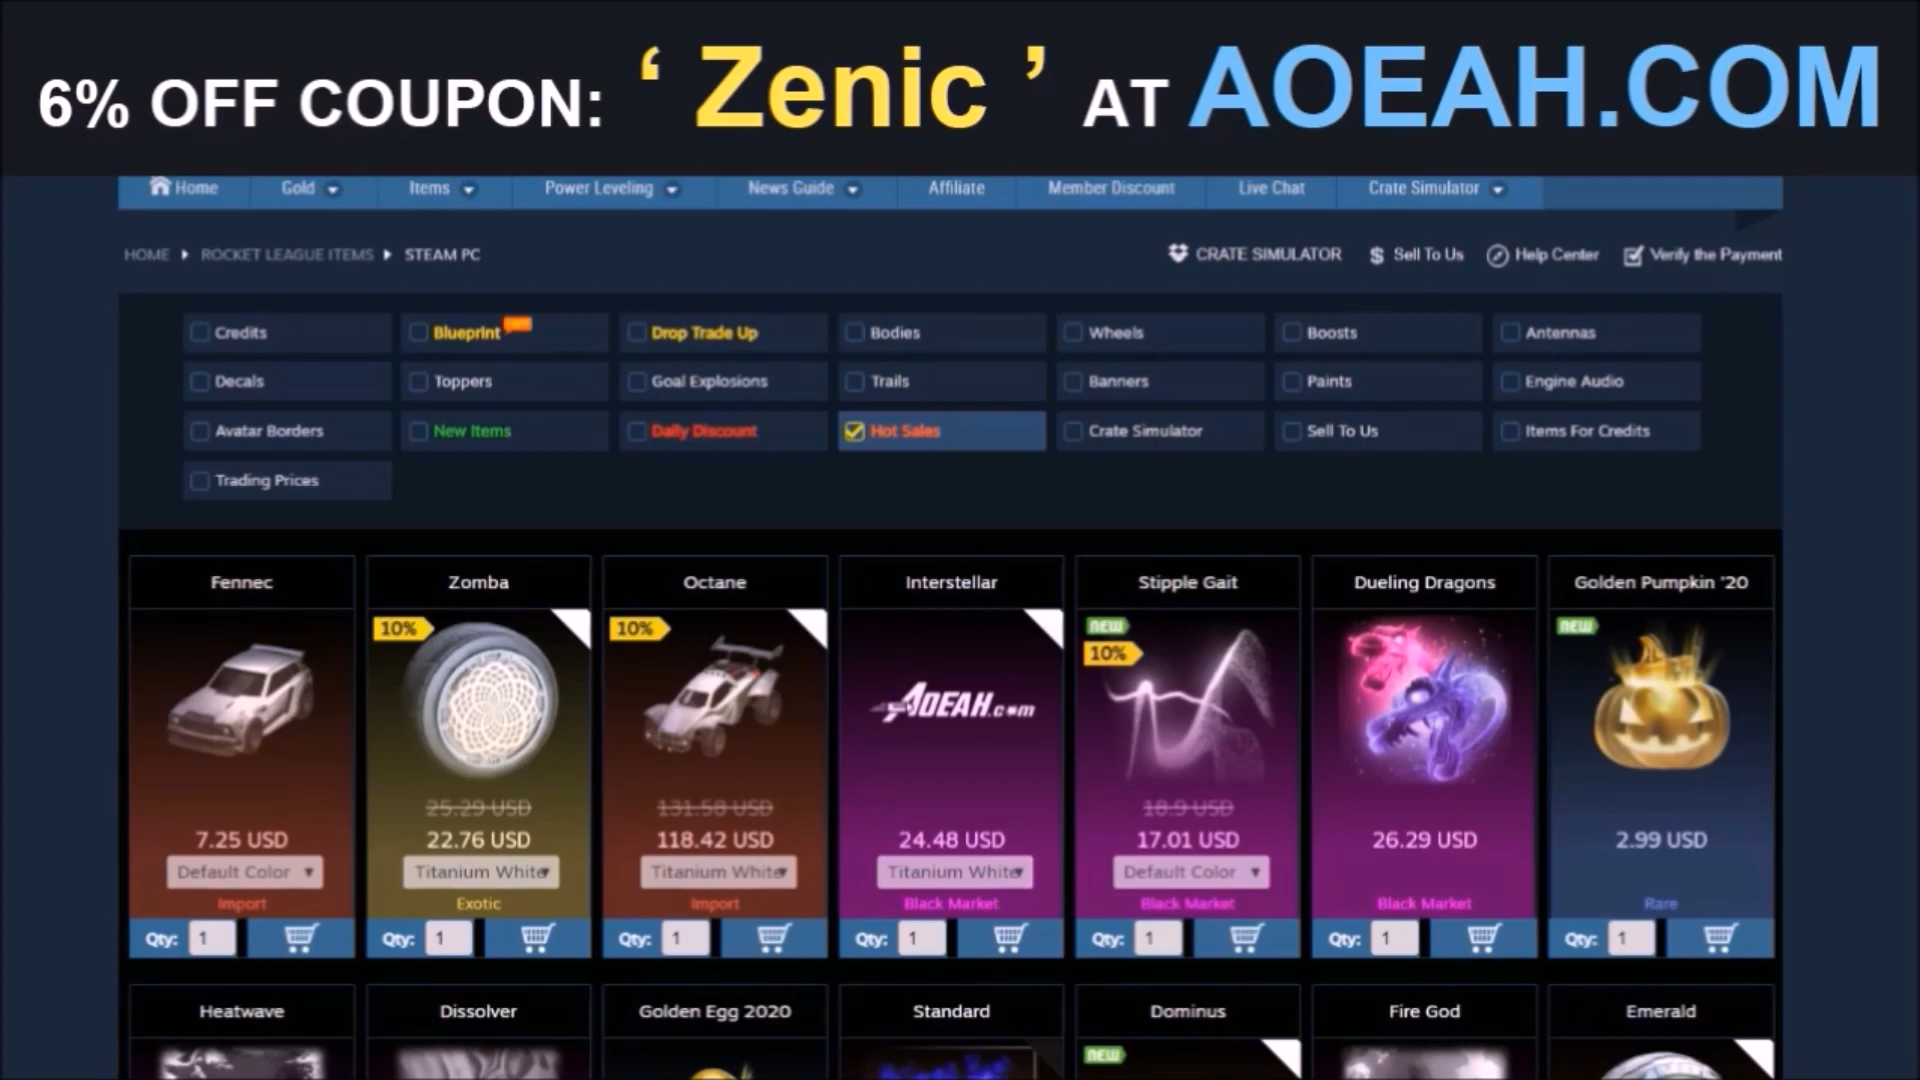 6% OFF COUPON: ‘ Zenic ’ AT AOEAH.COM
Home Gold Items Power Leveling News Guide Affiliate Member Discount Live Chat Crate Simulator
HOME ROCKET LEAGUE ITEMS STEAM PC CRATE SIMULATOR $ Sell To Us Help Center Verify the Payment
Credits Blueprint Drop Trade Up Bodies Wheels Boosts Antennas
Decals Toppers Goal Explosions Trails Banners Paints Engine Audio
Avatar Borders New Items Daily Discount Hot Sales Crate Simulator Sell To Us Items For Credits
Trading Prices
Fennec Zomba Octane Interstellar Stipple Gait Dueling Dragons Golden Pumpkin '20
10% 10% new new
10%
AOEAH.com
25.29 USD 131.58 USD 18.9 USD
7.25 USD 22.76 USD 118.42 USD 24.48 USD 17.01 USD 26.29 USD 2.99 USD
Default Color Titanium White Titanium White Titanium White Default Color
Import Exotic Import Black Market Black Market Black Market Rare
Qty: 1 Qty: 1 Qty: 1 Qty: 1 Qty: 1 Qty: 1 Qty: 1
Heatwave Dissolver Golden Egg 2020 Standard Dominus Fire God Emerald
new